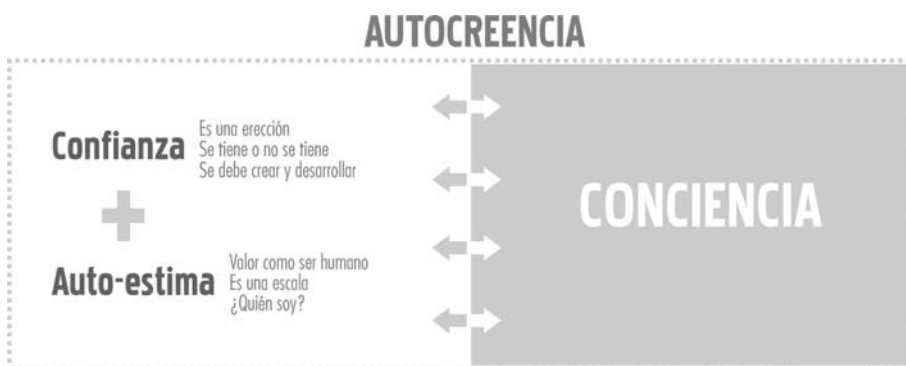 AUTOCREENCIA
Confianza
Es una erección
Se tiene o no se tiene
Se debe crear y desarrollar
Auto-estima
Valor como ser humano
Es una escala
¿Quién soy?
CONCIENCIA